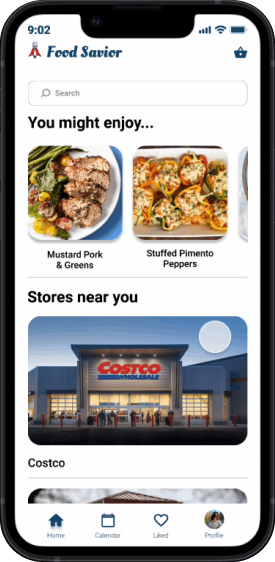 9:02
Food Savior
Search
You might enjoy...
Mustard Pork
& Greens
Stuffed Pimento
Peppers
Stores near you
COSTCO
WHOLESALE
Costco
Home
Calendar
Liked
Profile